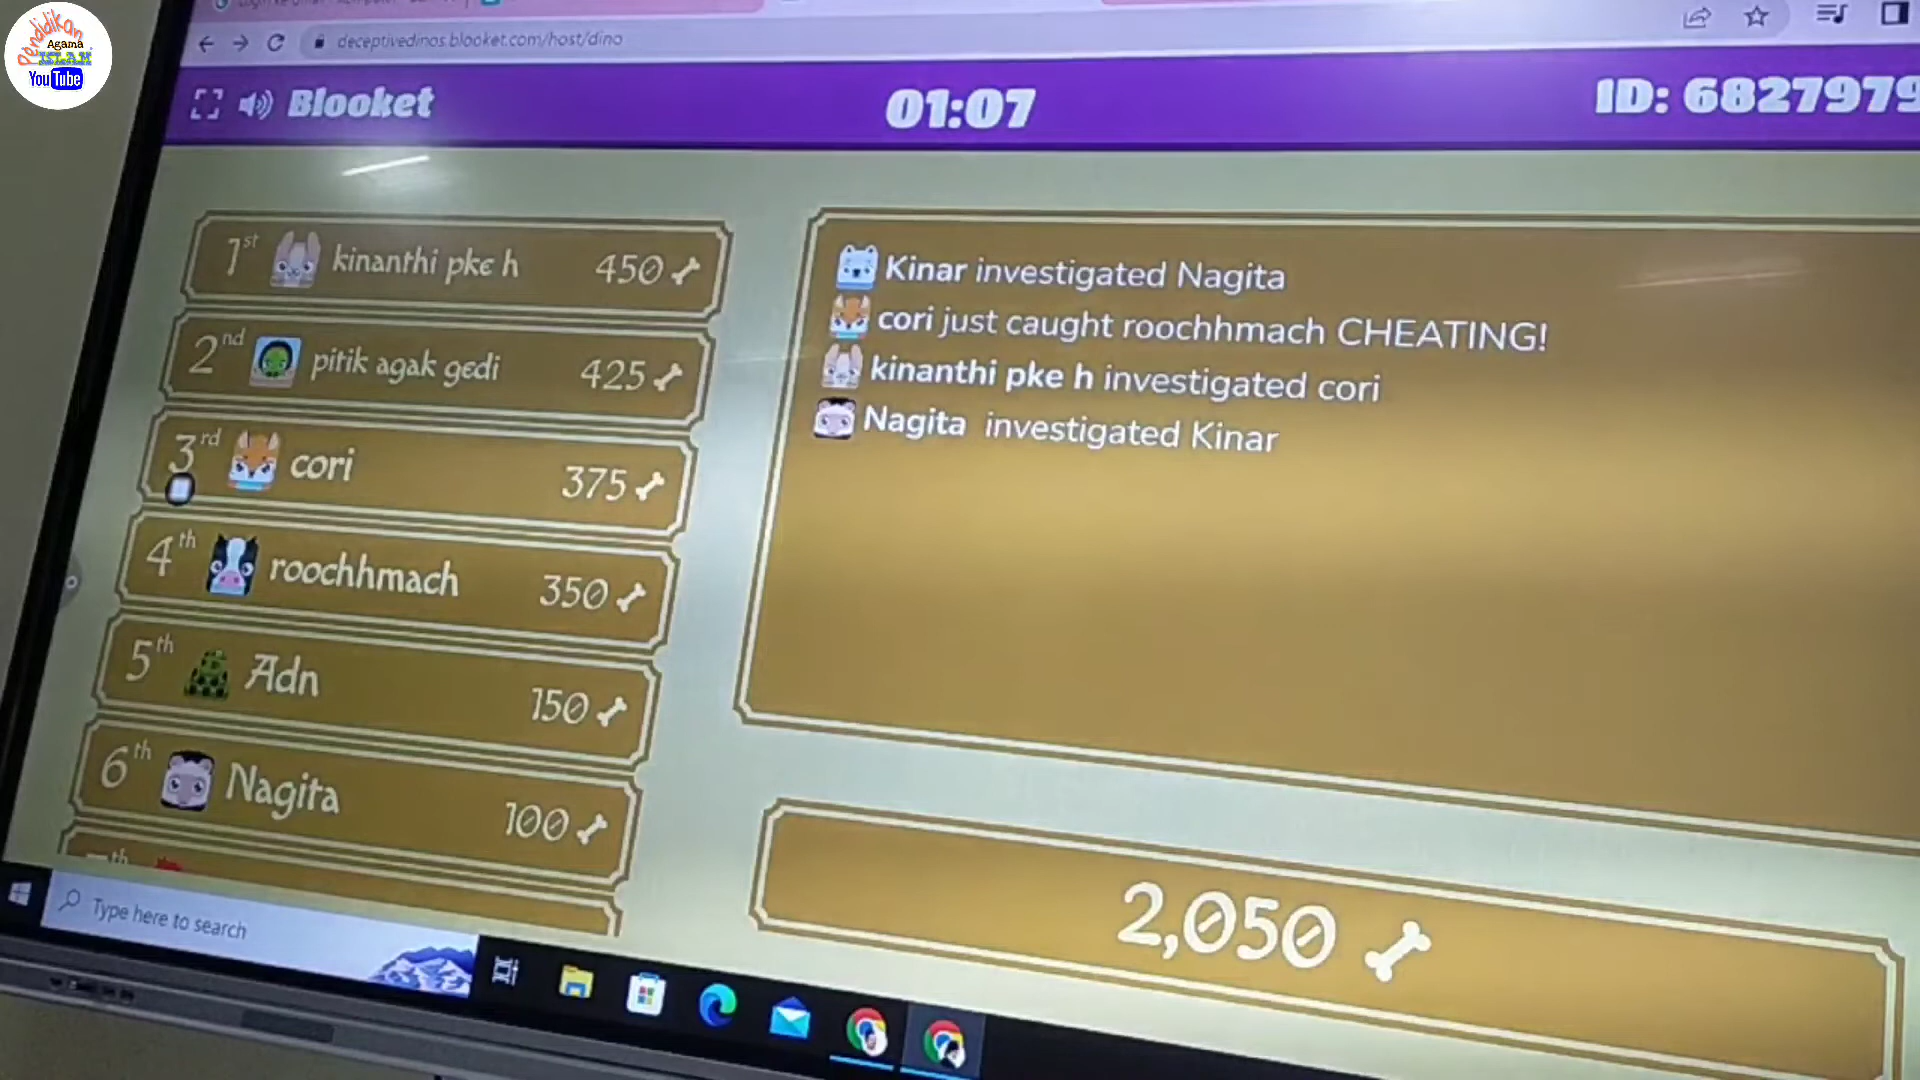 Pendidikan
Agama
ISLAM
YouTube
deceptivedinos.blooket.com/host/dino
Blooket
01:07
ID: 6827979
1st kinanthi pke h 450
2nd pitik agak gedi 425
3rd cori 375
4th roochhmach 350
5th Adn 150
6th Nagita 100
th
Kinar investigated Nagita
cori just caught roochhmach CHEATING!
kinanthi pke h investigated cori
Nagita investigated Kinar
2,050
Type here to search